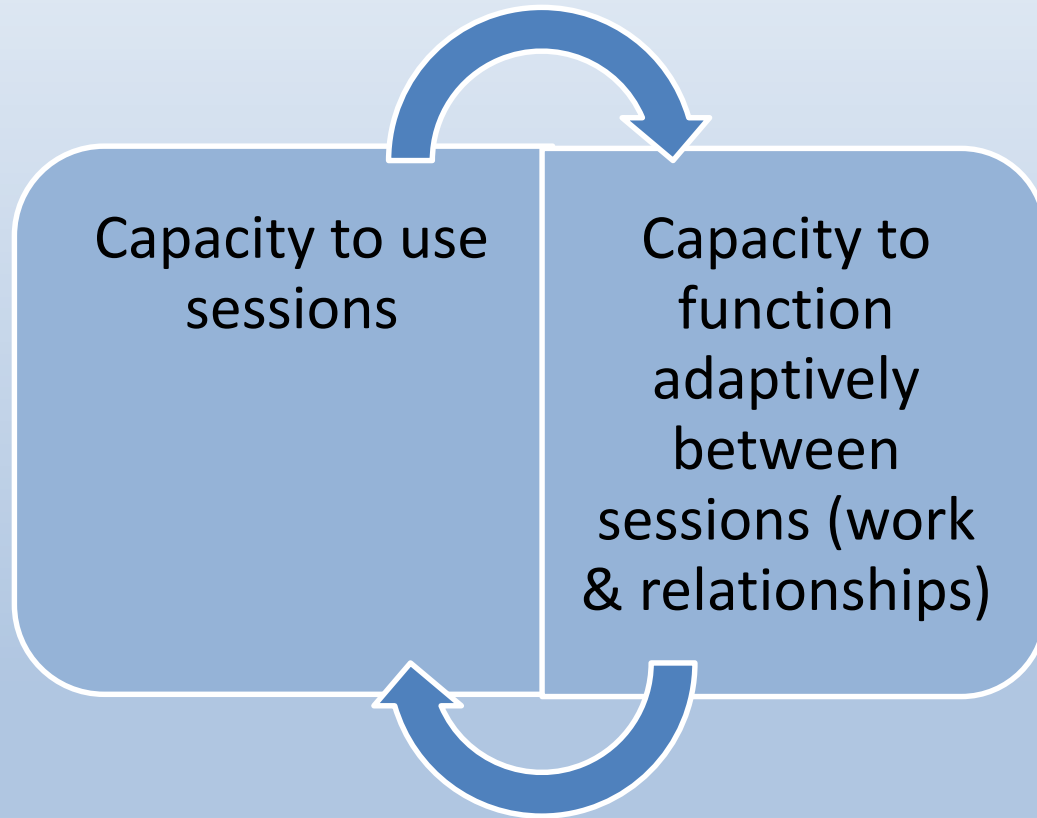 Capacity to use
sessions
Capacity to
function
adaptively
between
sessions (work
& relationships)